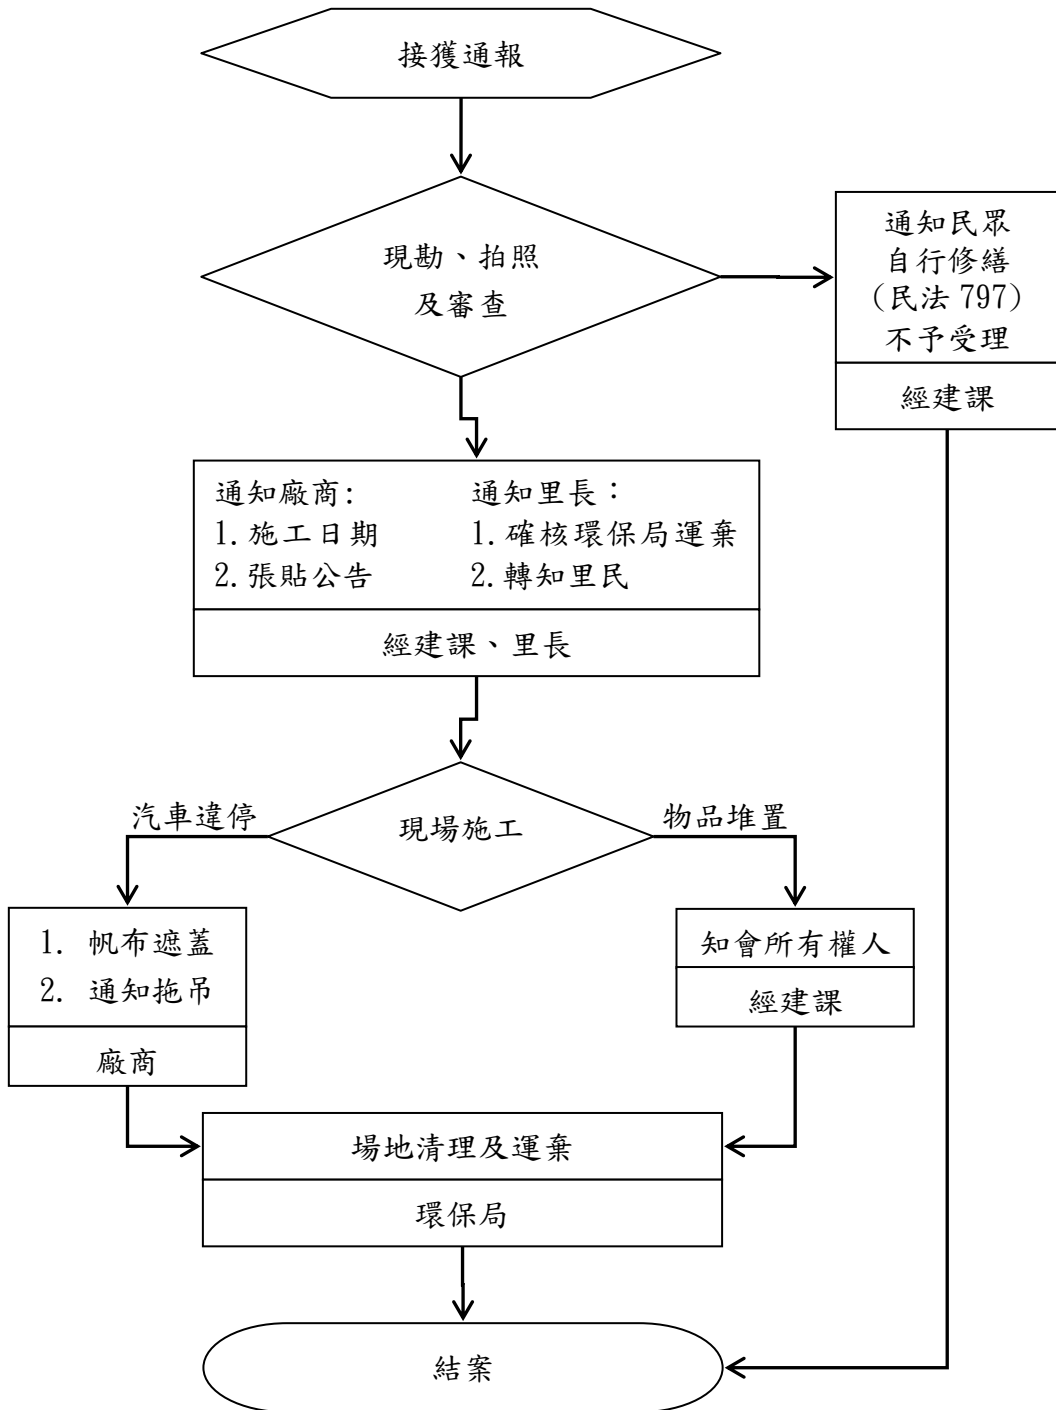 接獲通報
現勘、拍照
及審查
通知民眾
自行修繕
(民法 797)
不予受理
經建課
通知廠商:
1. 施工日期
2. 張貼公告
通知里長：
1. 確核環保局運棄
2. 轉知里民
經建課、里長
現場施工
汽車違停
物品堆置
1. 帆布遮蓋
2. 通知拖吊
廠商
知會所有權人
經建課
場地清理及運棄
環保局
結案